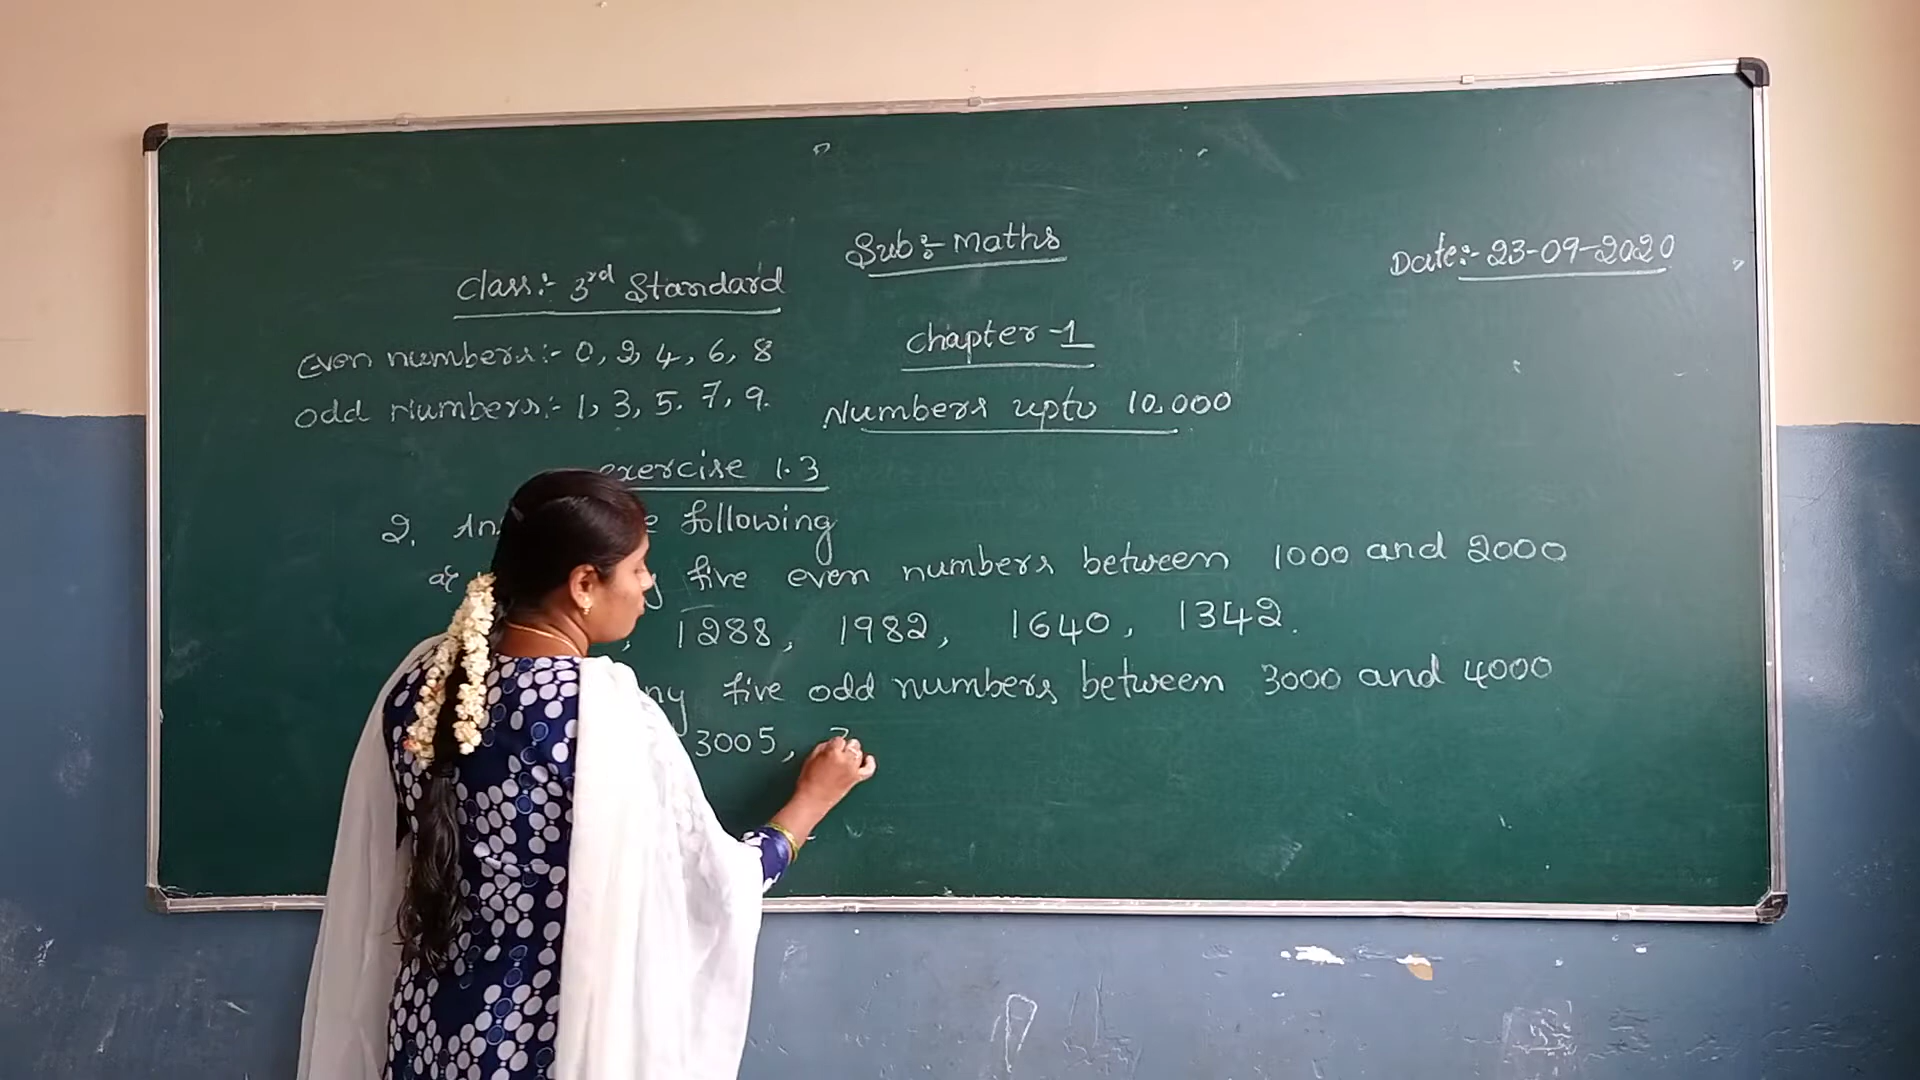 Sub:- Maths
Date:- 23-09-2020
Class:- 3rd Standard
Chapter-1
Even numbers:- 0, 2, 4, 6, 8
odd Numbers:- 1, 3, 5, 7, 9.
Numbers upto 10,000
exercise 1.3
2. following
five even numbers between 1000 and 2000
, 1288, 1982, 1640, 1342.
five odd numbers between 3000 and 4000
3005,